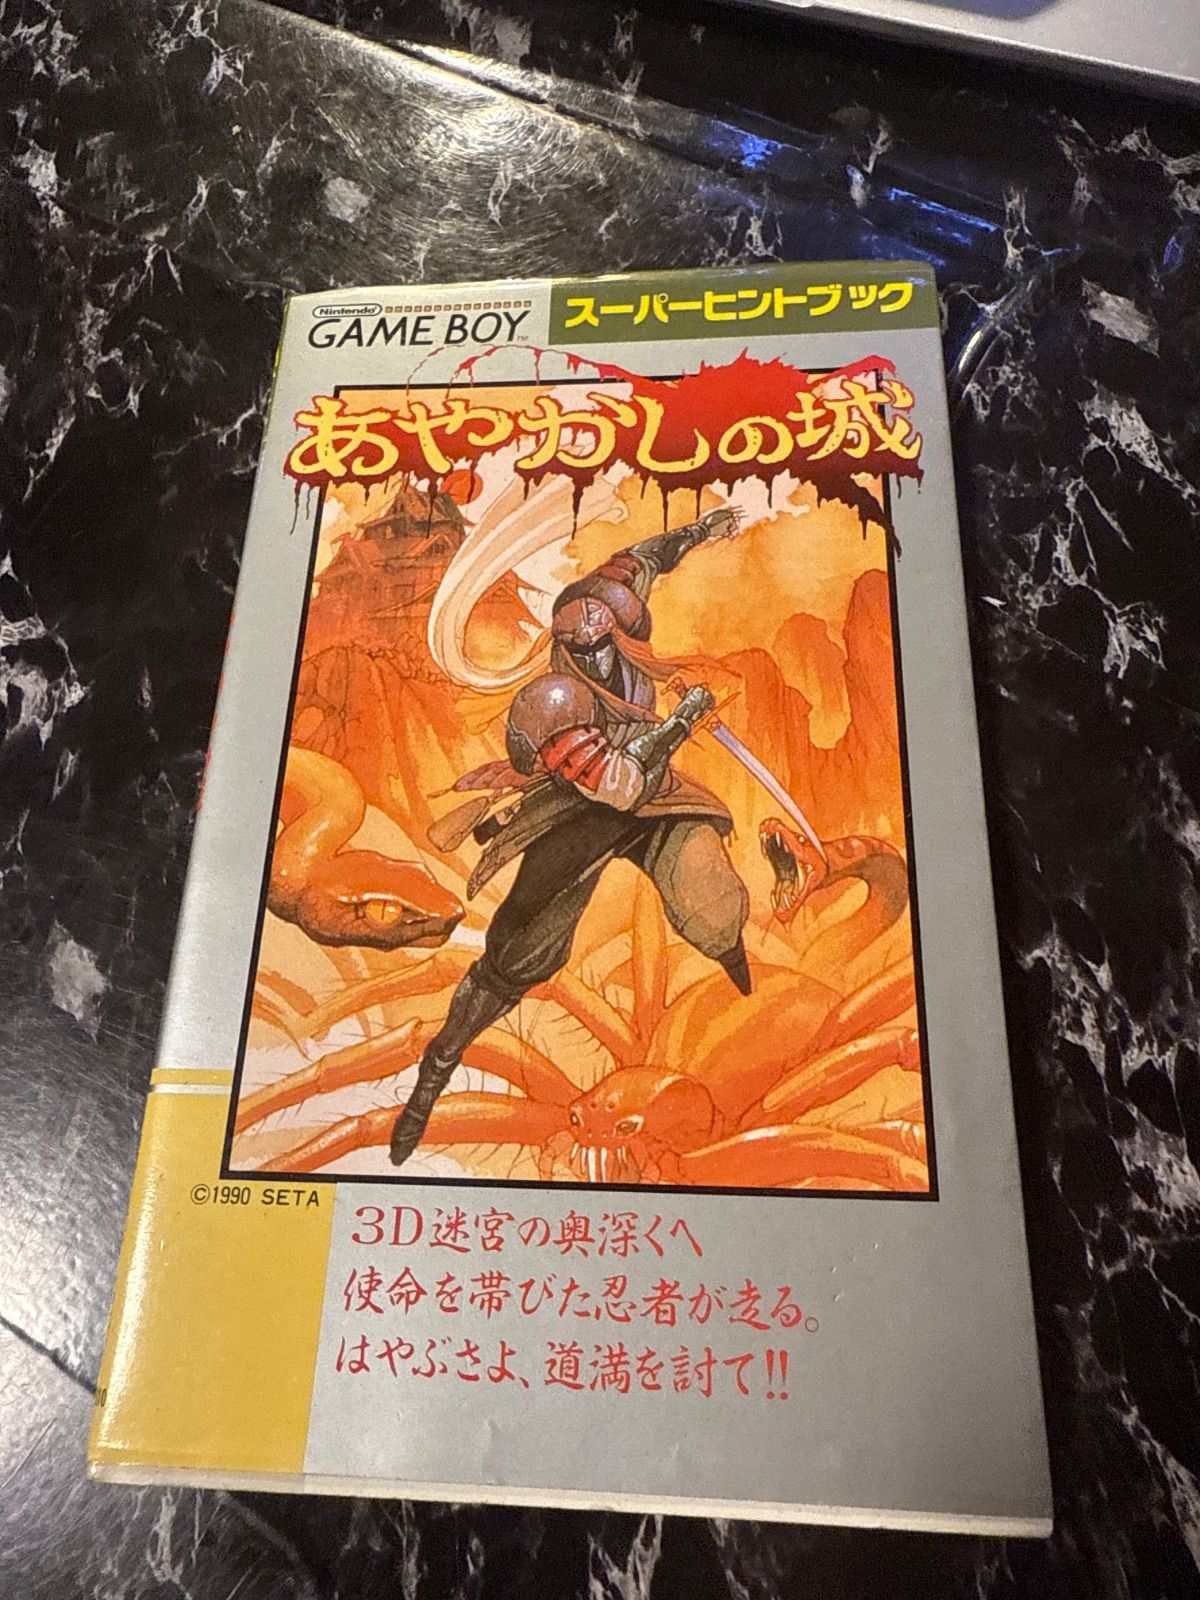 Nintendo
GAME BOY™
スーパーヒントブック
あやかしの城
©1990 SETA
3D迷宮の奥深くへ
使命を帯びた忍者が走る。
はやぶさよ、道満を討て!!